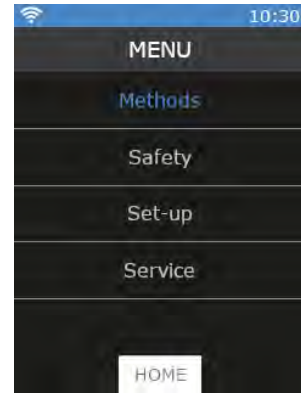 10:30
MENU
Methods
Safety
Set-up
Service
HOME